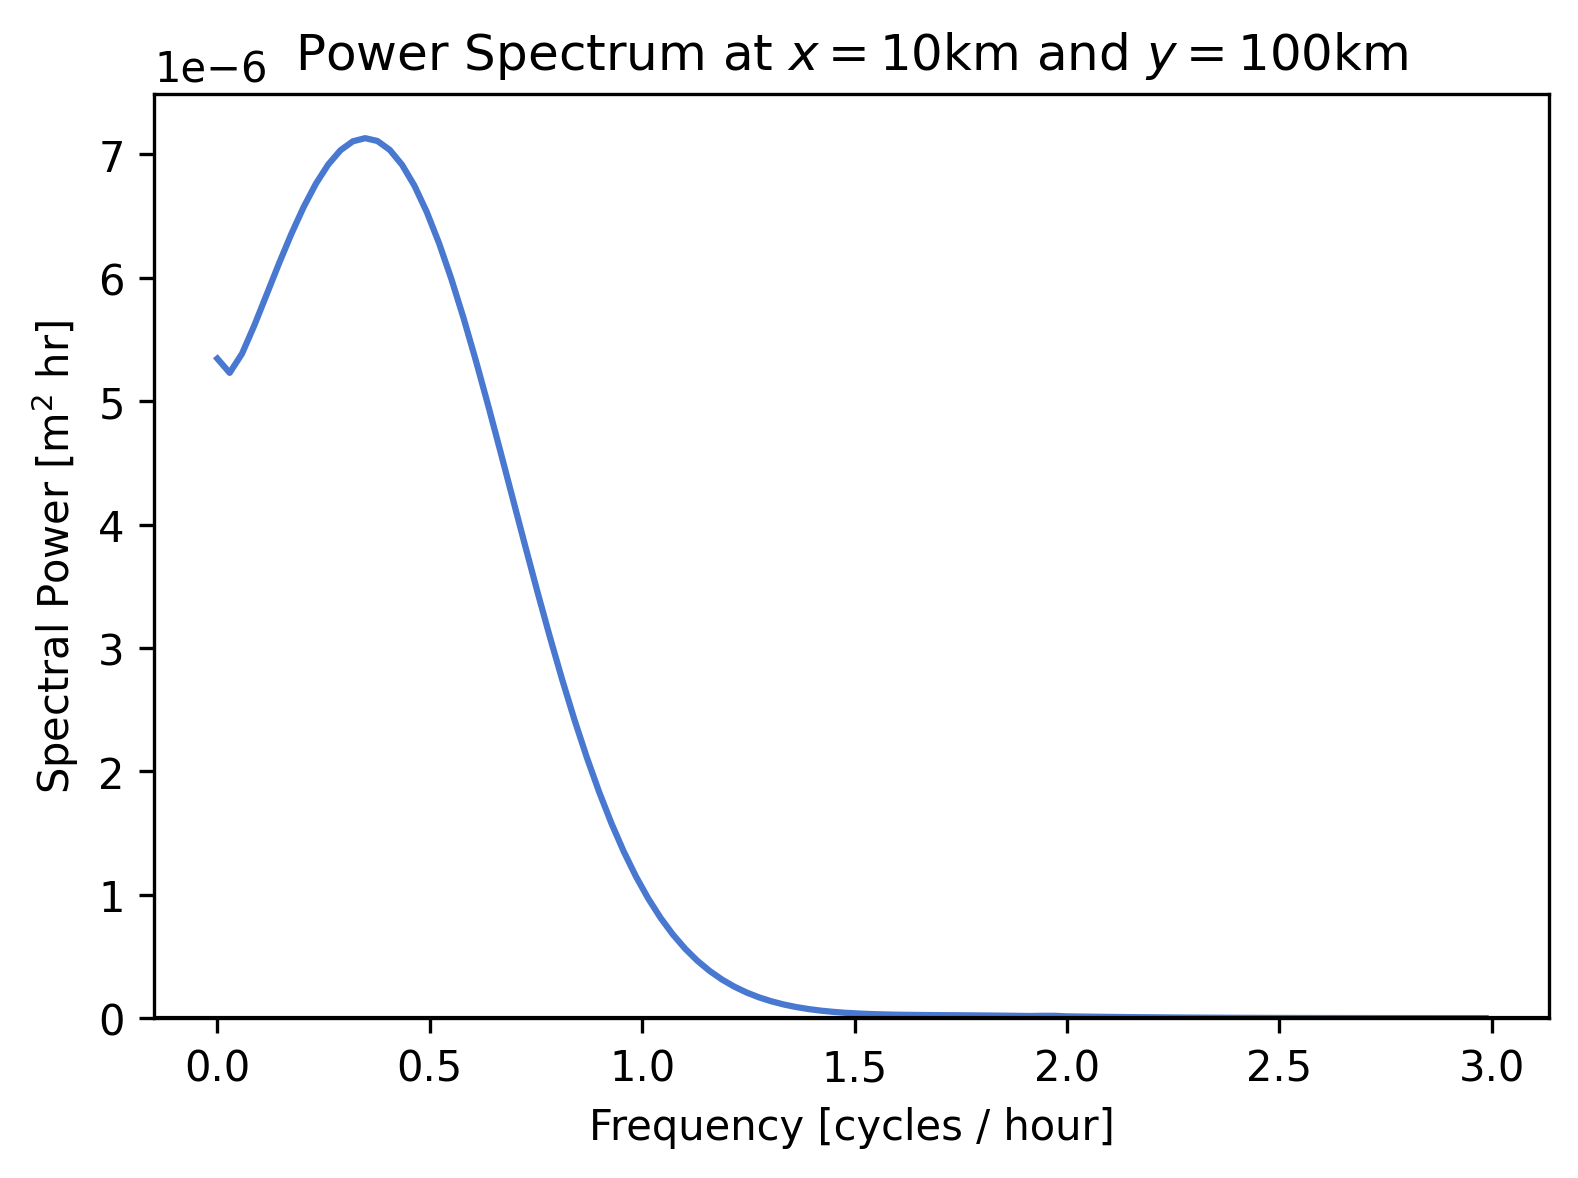 Power Spectrum at x = 10km and y = 100km
1e−6
7
6
5
4
3
2
1
0
Spectral Power [m² hr]
0.0 0.5 1.0 1.5 2.0 2.5 3.0
Frequency [cycles / hour]